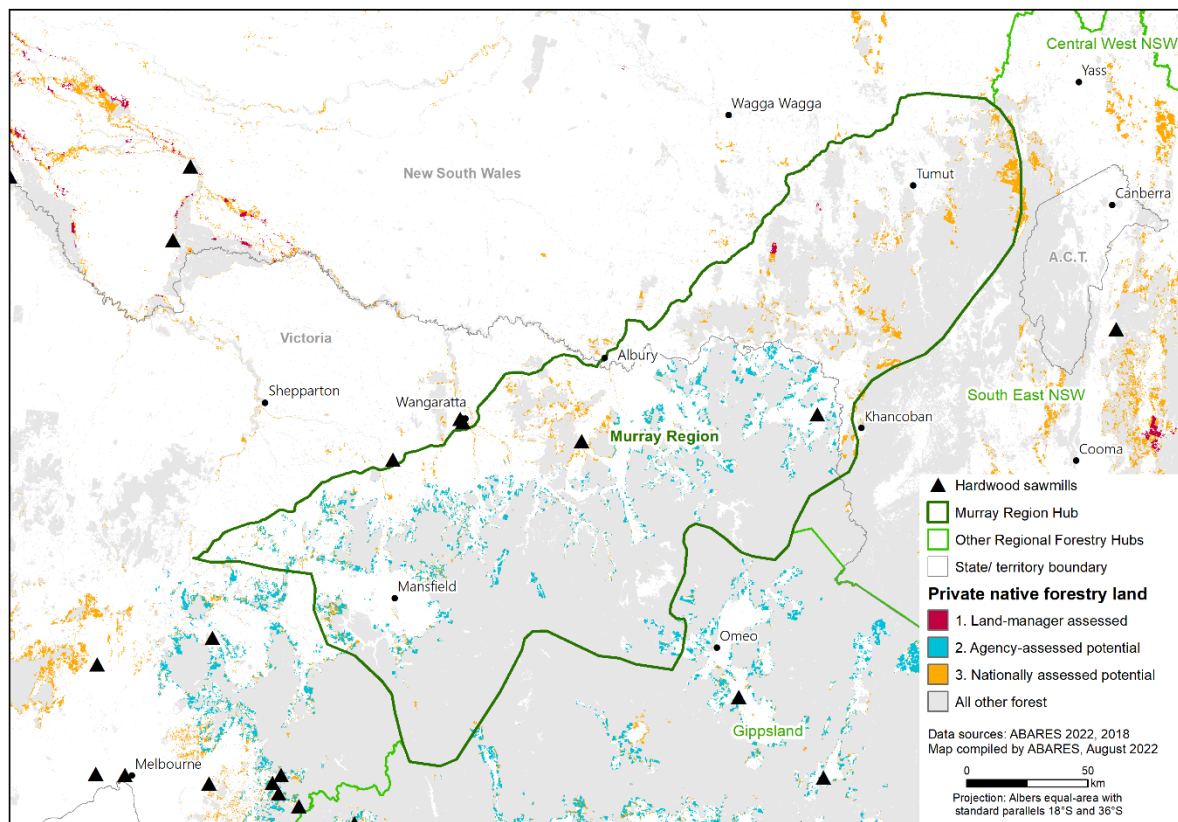 Central West NSW
Yass
Wagga Wagga
New South Wales
Tumut
Canberra
A.C.T.
Victoria
Albury
Shepparton
Wangaratta
South East NSW
Khancoban
Murray Region
Cooma
Mansfield
Omeo
Gippsland
Melbourne
Hardwood sawmills
Murray Region Hub
Other Regional Forestry Hubs
State/ territory boundary
Private native forestry land
1. Land-manager assessed
2. Agency-assessed potential
3. Nationally assessed potential
All other forest
Data sources: ABARES 2022, 2018
Map compiled by ABARES, August 2022
0 50
km
Projection: Albers equal-area with
standard parallels 18°S and 36°S